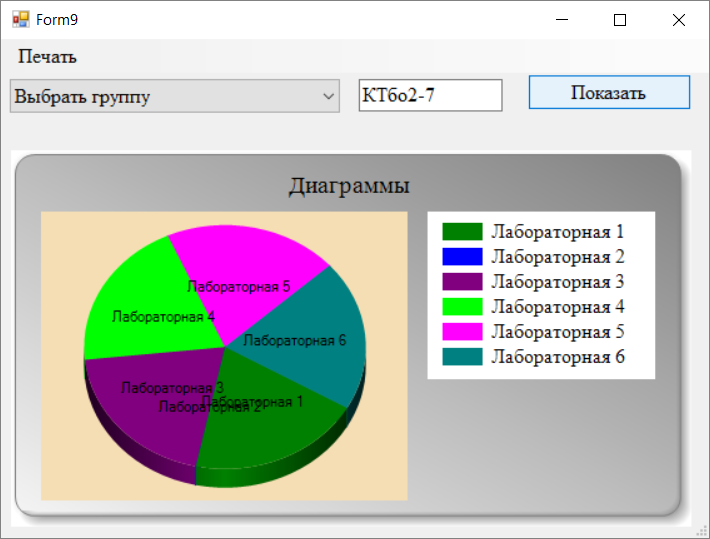 Form9
Печать
Выбрать группу
КТбо2-7
Показать
Диаграммы
Лабораторная 5
Лабораторная 4
Лабораторная 6
Лабораторная 3
Лабораторная 2
Лабораторная 1
Лабораторная 1
Лабораторная 2
Лабораторная 3
Лабораторная 4
Лабораторная 5
Лабораторная 6